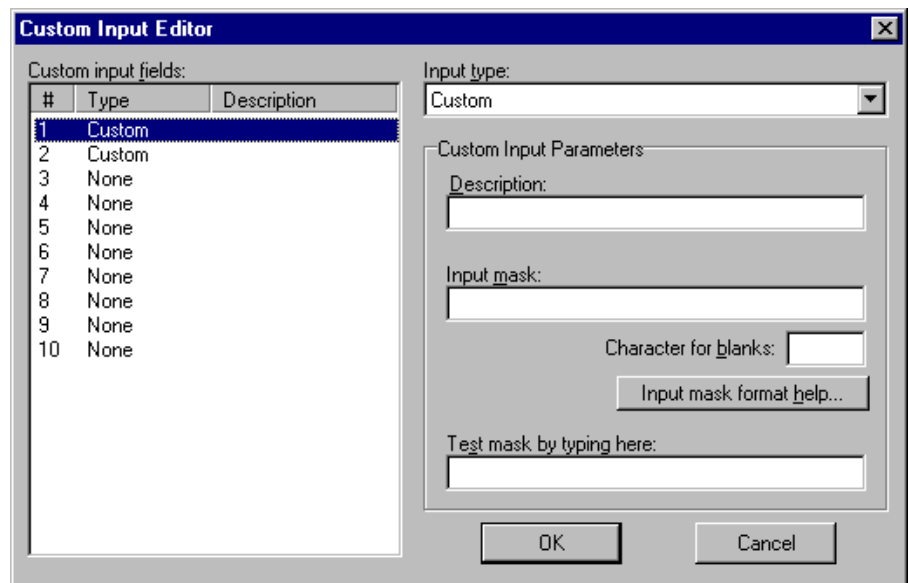 Custom Input Editor
Custom input fields:
# Type Description
1 Custom
2 Custom
3 None
4 None
5 None
6 None
7 None
8 None
9 None
10 None
Input type:
Custom
Custom Input Parameters
Description:
Input mask:
Character for blanks:
Input mask format help...
Test mask by typing here:
OK Cancel